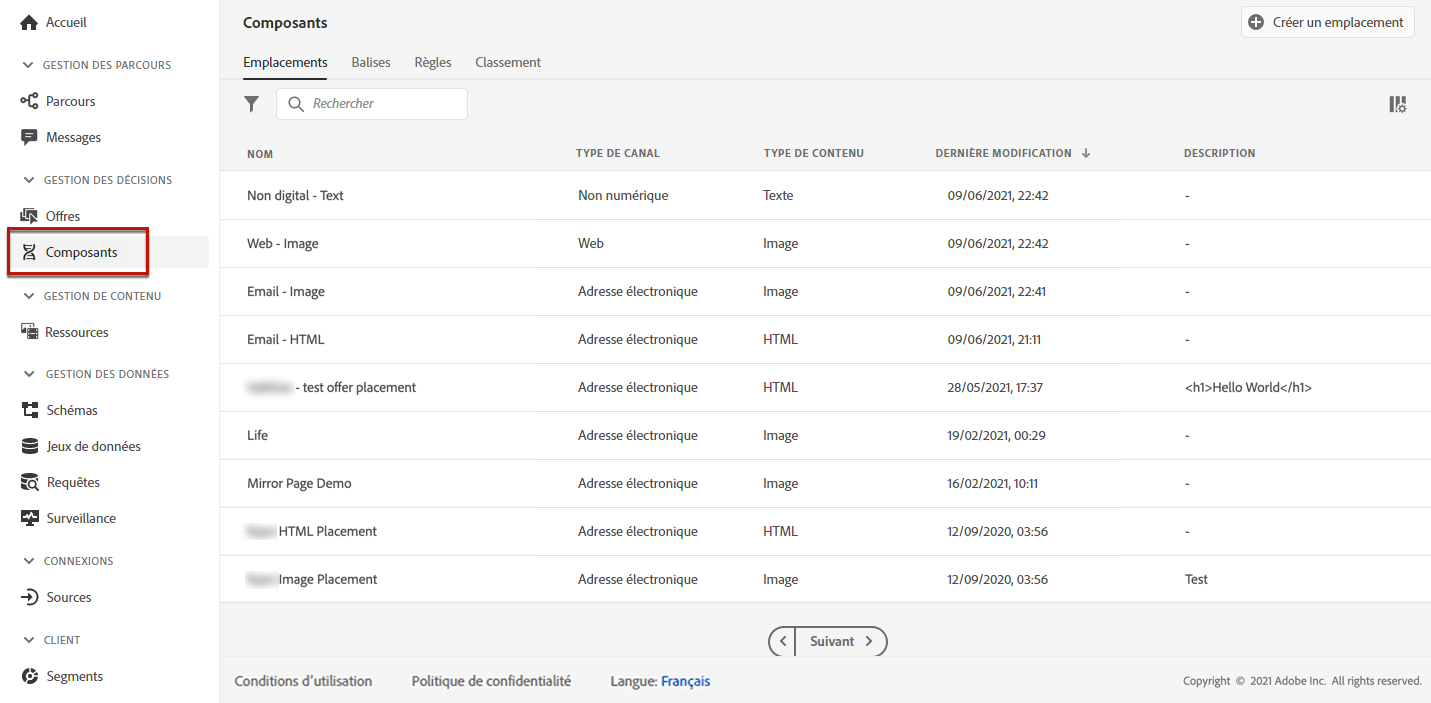 Accueil
GESTION DES PARCOURS
Parcours
Messages
GESTION DES DÉCISIONS
Offres
Composants
GESTION DE CONTENU
Ressources
GESTION DES DONNÉES
Schémas
Jeux de données
Requêtes
Surveillance
CONNEXIONS
Sources
CLIENT
Segments
Composants
Créer un emplacement
Emplacements Balises Règles Classement
Rechercher
NOM TYPE DE CANAL TYPE DE CONTENU DERNIÈRE MODIFICATION DESCRIPTION
Non digital - Text Non numérique Texte 09/06/2021, 22:42 -
Web - Image Web Image 09/06/2021, 22:42 -
Email - Image Adresse électronique Image 09/06/2021, 22:41 -
Email - HTML Adresse électronique HTML 09/06/2021, 21:11 -
- test offer placement Adresse électronique HTML 28/05/2021, 17:37 <h1>Hello World</h1>
Life Adresse électronique Image 19/02/2021, 00:29 -
Mirror Page Demo Adresse électronique Image 16/02/2021, 10:11 -
HTML Placement Adresse électronique HTML 12/09/2020, 03:56 -
Image Placement Adresse électronique Image 12/09/2020, 03:56 Test
Suivant
Conditions d'utilisation Politique de confidentialité Langue: Français Copyright © 2021 Adobe Inc. All rights reserved.